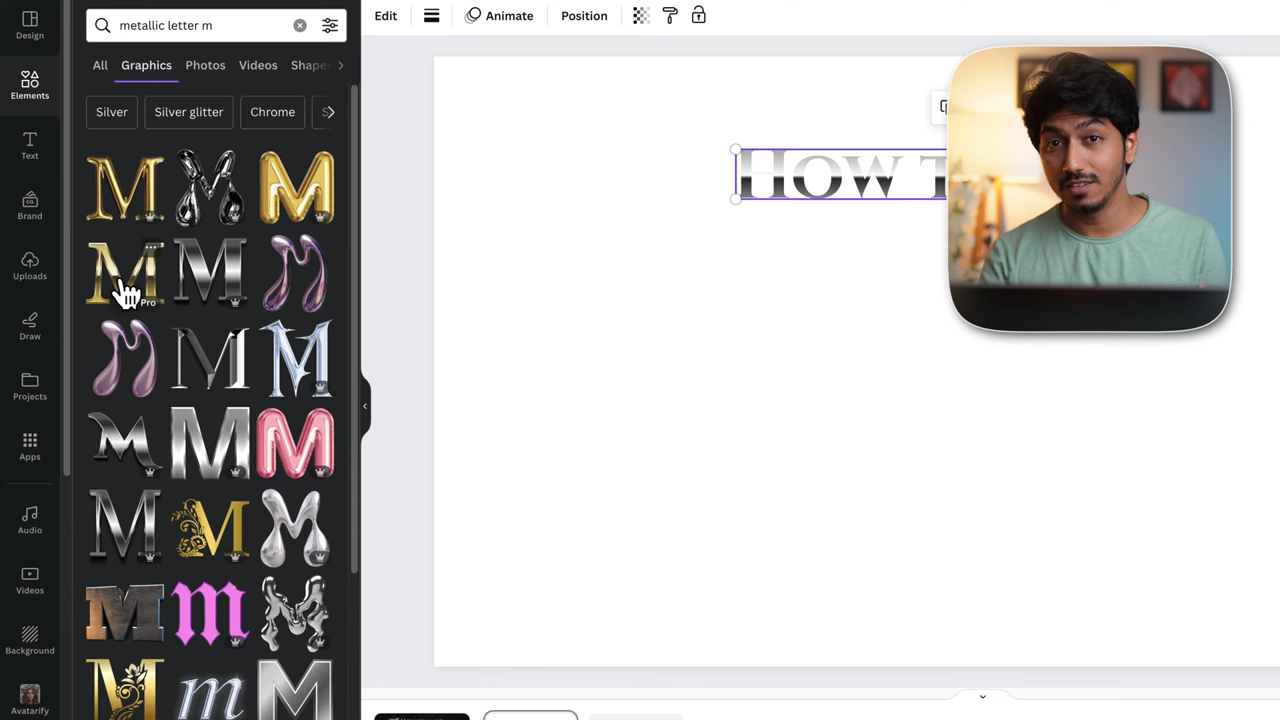 Design
Elements
Text
Brand
Uploads
Draw
Projects
Apps
Audio
Videos
Background
Avatarify
metallic letter m
All Graphics Photos Videos Shapes
Silver Silver glitter Chrome
M M M
M Pro M M
M M M
M M M
M M M
M m M
M m M
Edit Animate Position
HOW T